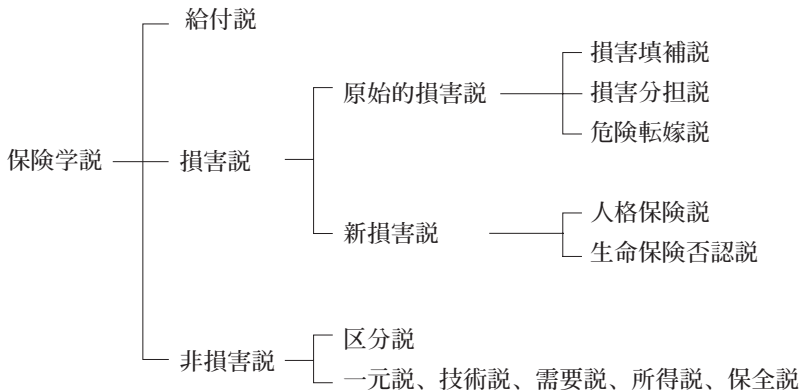 給付説
損害填補説
原始的損害説
損害分担説
危険転嫁説
保険学説
損害説
人格保険説
新損害説
生命保険否認説
区分説
非損害説
一元説、技術説、需要説、所得説、保全説